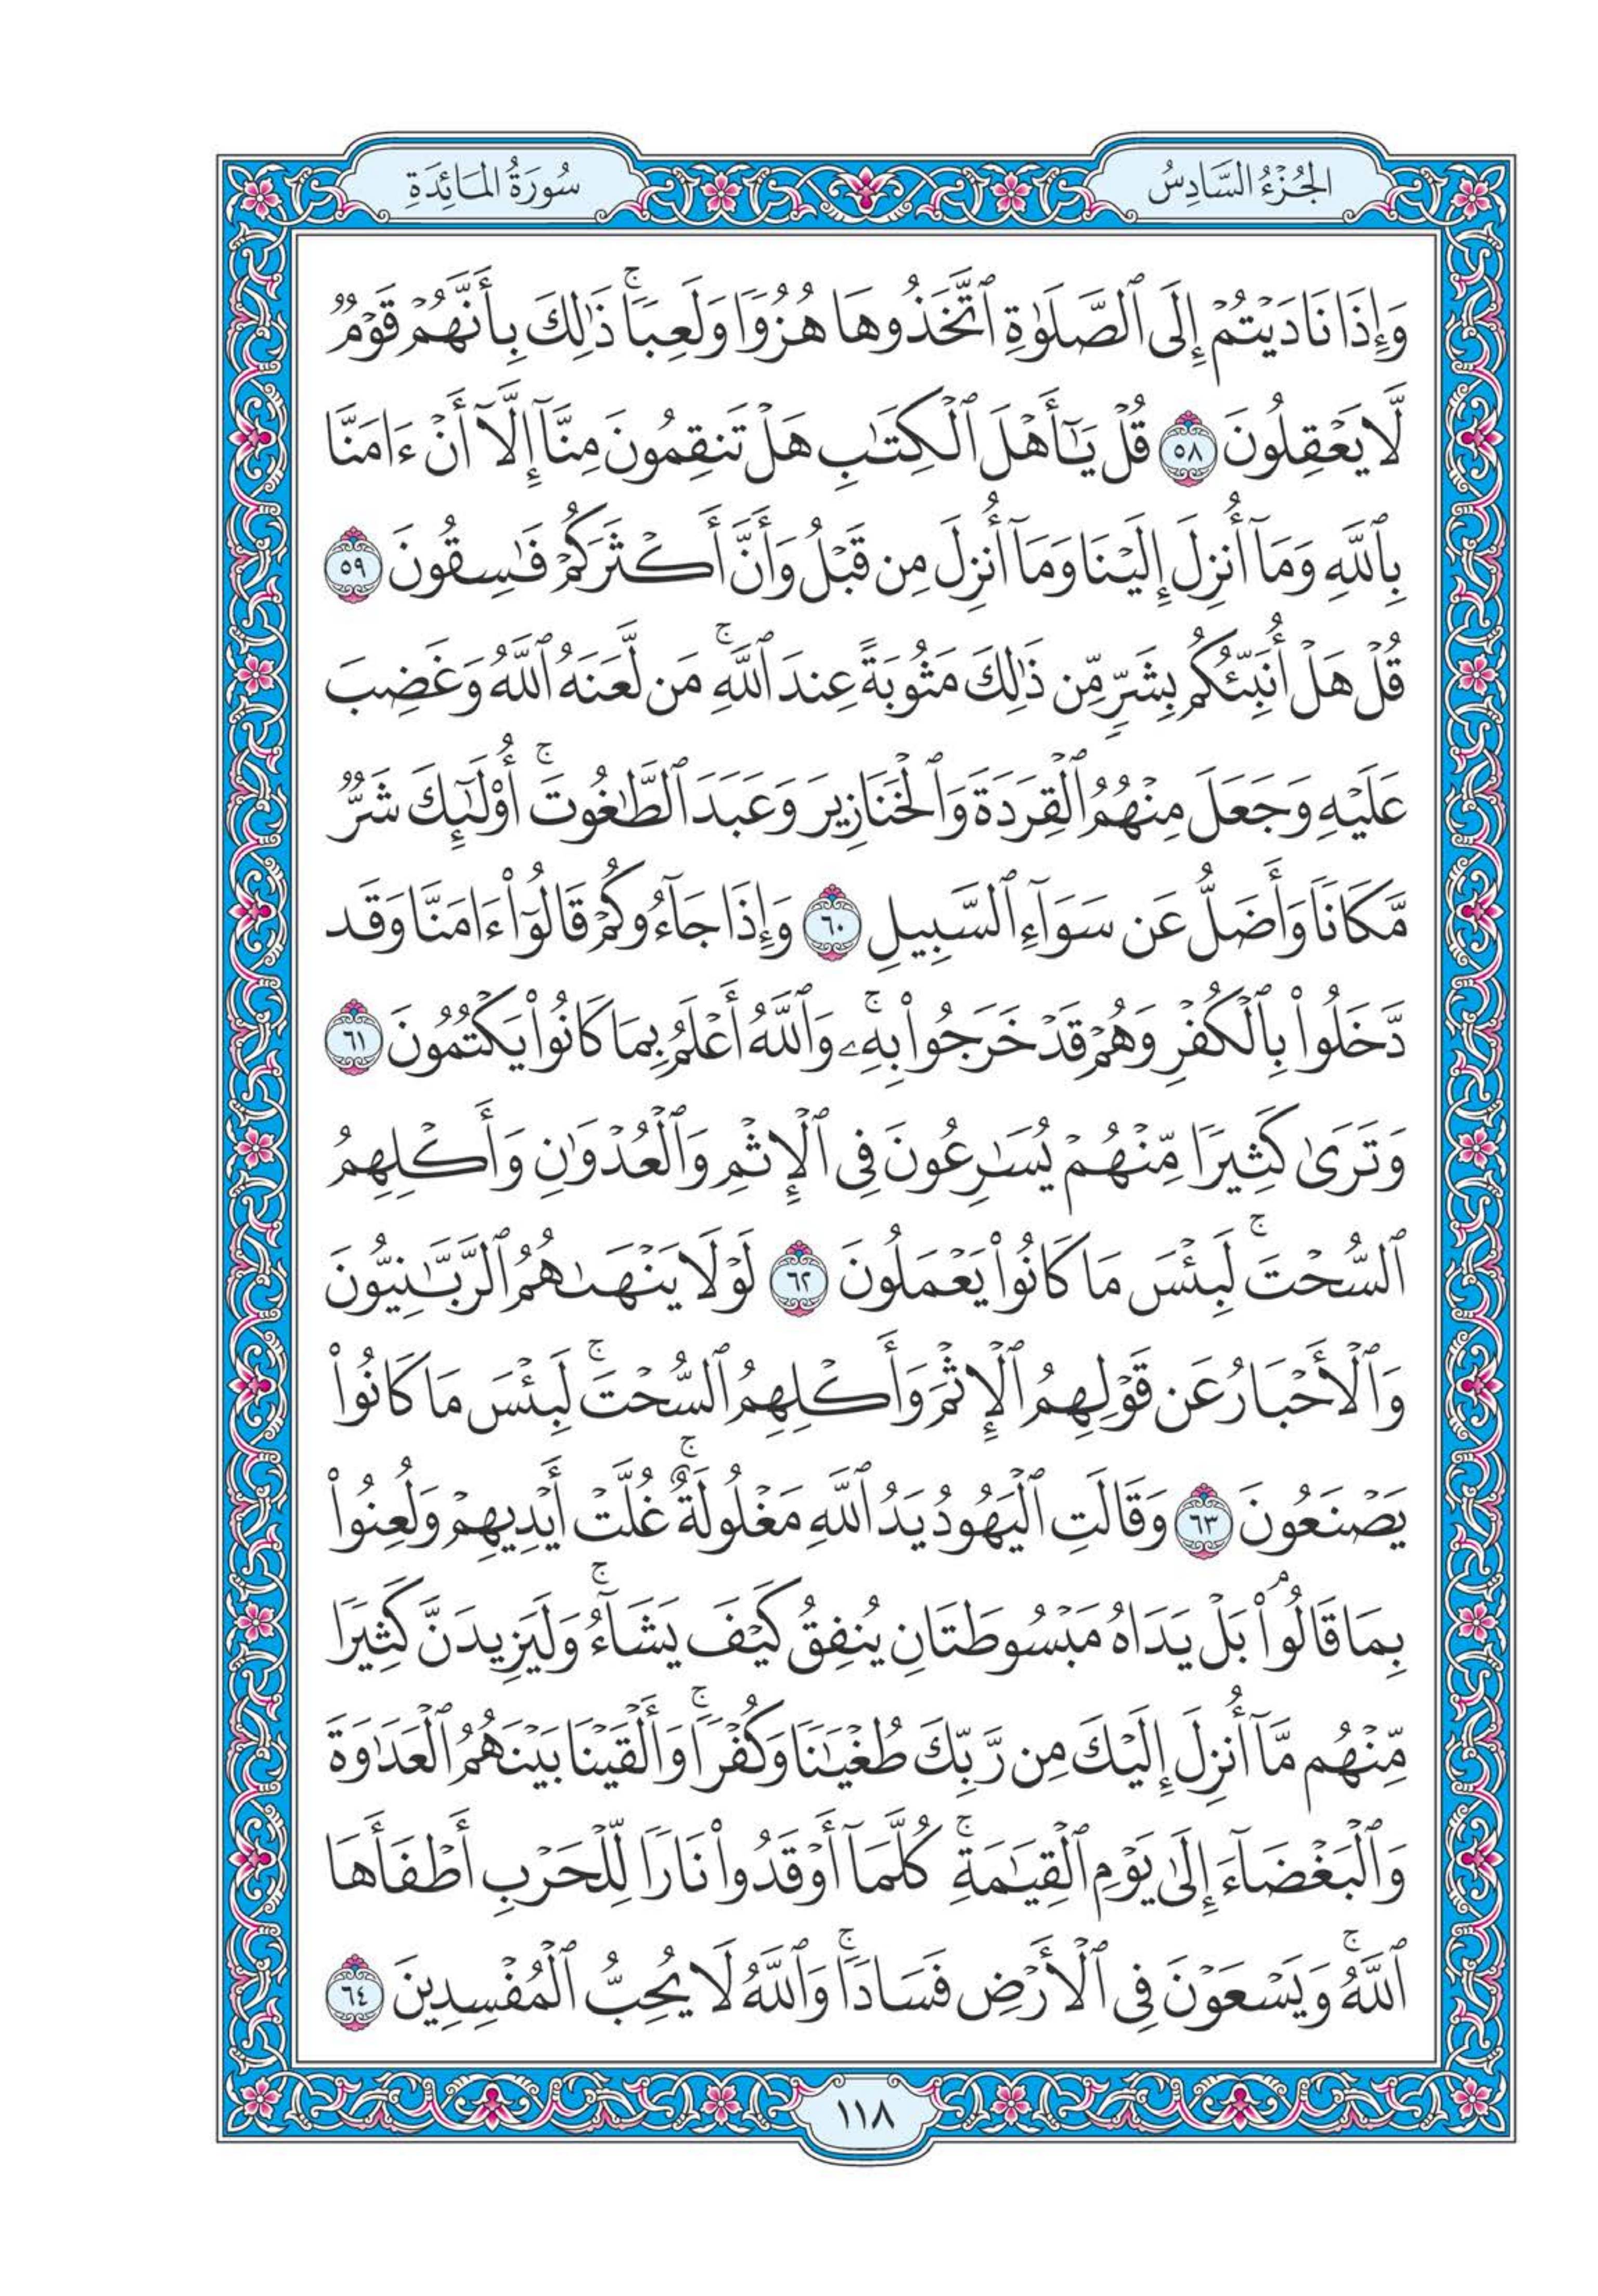 الجُزْءُ السَّادِسُ
سُورَةُ المَائِدَةِ
وَإِذَا نَادَيْتُمْ إِلَى ٱلصَّلَوٰةِ ٱتَّخَذُوهَا هُزُوًا وَلَعِبًاۚ ذَٰلِكَ بِأَنَّهُمْ قَوْمٌ
لَّا يَعْقِلُونَ ٥٨ قُلْ يَـٰٓأَهْلَ ٱلْكِتَـٰبِ هَلْ تَنقِمُونَ مِنَّآ إِلَّآ أَنْ ءَامَنَّا
بِٱللَّهِ وَمَآ أُنزِلَ إِلَيْنَا وَمَآ أُنزِلَ مِن قَبْلُ وَأَنَّ أَكْثَرَكُمْ فَـٰسِقُونَ ٥٩
قُلْ هَلْ أُنَبِّئُكُم بِشَرٍّ مِّن ذَٰلِكَ مَثُوبَةً عِندَ ٱللَّهِۚ مَن لَّعَنَهُ ٱللَّهُ وَغَضِبَ
عَلَيْهِ وَجَعَلَ مِنْهُمُ ٱلْقِرَدَةَ وَٱلْخَنَازِيرَ وَعَبَدَ ٱلطَّـٰغُوتَۚ أُوْلَـٰٓئِكَ شَرٌّ
مَّكَانًا وَأَضَلُّ عَن سَوَآءِ ٱلسَّبِيلِ ٦٠ وَإِذَا جَآءُوكُمْ قَالُوٓاْ ءَامَنَّا وَقَد
دَّخَلُواْ بِٱلْكُفْرِ وَهُمْ قَدْ خَرَجُواْ بِهِۦۚ وَٱللَّهُ أَعْلَمُ بِمَا كَانُواْ يَكْتُمُونَ ٦١
وَتَرَىٰ كَثِيرًا مِّنْهُمْ يُسَـٰرِعُونَ فِى ٱلْإِثْمِ وَٱلْعُدْوَٰنِ وَأَكْلِهِمُ
ٱلسُّحْتَۚ لَبِئْسَ مَا كَانُواْ يَعْمَلُونَ ٦٢ لَوْلَا يَنْهَىٰهُمُ ٱلرَّبَّـٰنِيُّونَ
وَٱلْأَحْبَارُ عَن قَوْلِهِمُ ٱلْإِثْمَ وَأَكْلِهِمُ ٱلسُّحْتَۚ لَبِئْسَ مَا كَانُواْ
يَصْنَعُونَ ٦٣ وَقَالَتِ ٱلْيَهُودُ يَدُ ٱللَّهِ مَغْلُولَةٌۚ غُلَّتْ أَيْدِيهِمْ وَلُعِنُواْ
بِمَا قَالُواْۘ بَلْ يَدَاهُ مَبْسُوطَتَانِ يُنفِقُ كَيْفَ يَشَآءُۚ وَلَيَزِيدَنَّ كَثِيرًا
مِّنْهُم مَّآ أُنزِلَ إِلَيْكَ مِن رَّبِّكَ طُغْيَـٰنًا وَكُفْرًاۚ وَأَلْقَيْنَا بَيْنَهُمُ ٱلْعَدَٰوَةَ
وَٱلْبَغْضَآءَ إِلَىٰ يَوْمِ ٱلْقِيَـٰمَةِۚ كُلَّمَآ أَوْقَدُواْ نَارًا لِّلْحَرْبِ أَطْفَأَهَا
ٱللَّهُۚ وَيَسْعَوْنَ فِى ٱلْأَرْضِ فَسَادًاۚ وَٱللَّهُ لَا يُحِبُّ ٱلْمُفْسِدِينَ ٦٤
١١٨